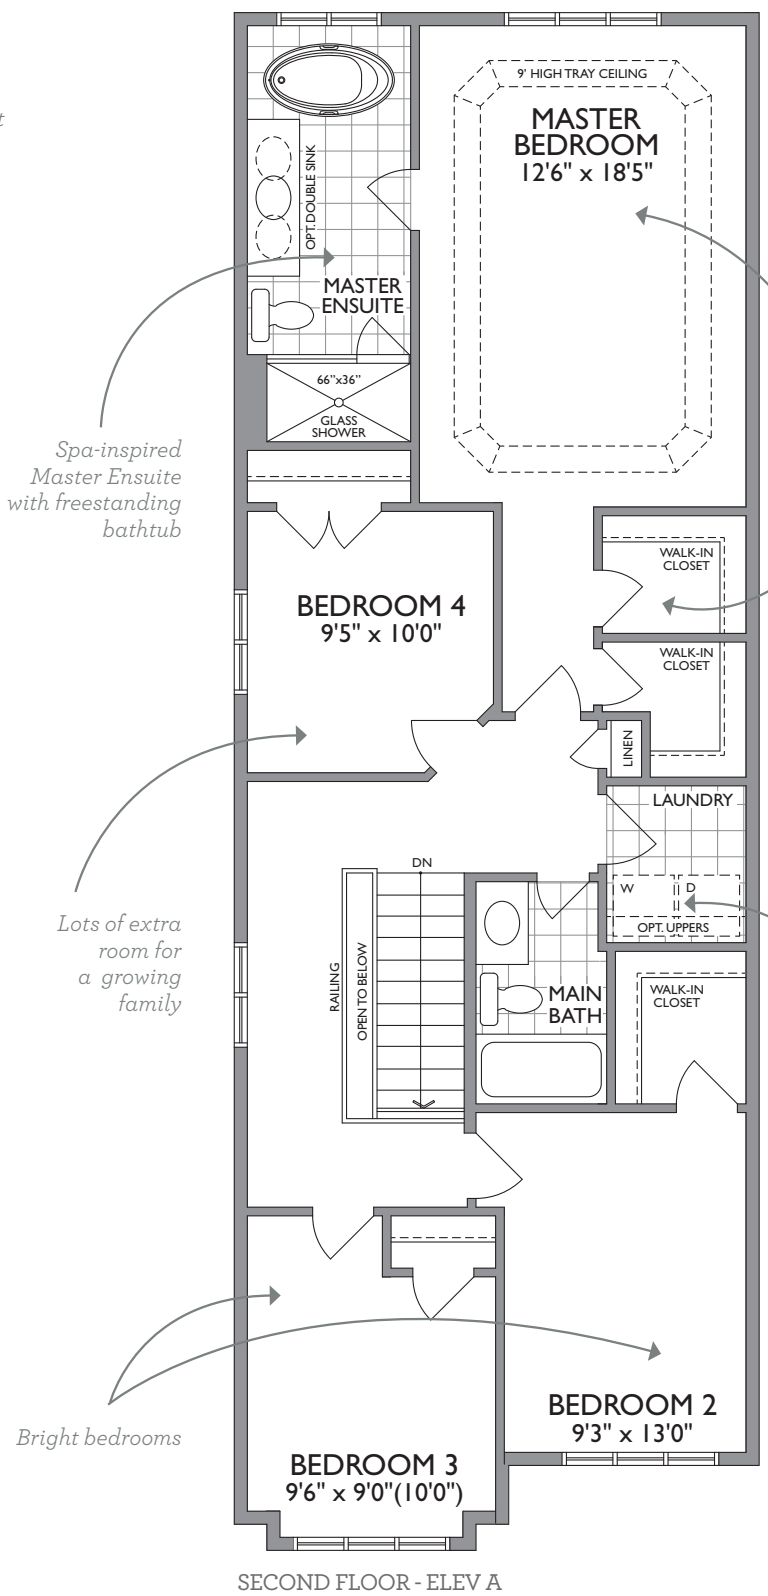 t
9' HIGH TRAY CEILING
MASTER
BEDROOM
12'6" x 18'5"
OPT. DOUBLE SINK
MASTER
ENSUITE
66"x36"
GLASS
SHOWER
Spa-inspired
Master Ensuite
with freestanding
bathtub
WALK-IN
CLOSET
BEDROOM 4
9'5" x 10'0"
WALK-IN
CLOSET
LINEN
LAUNDRY
DN
W
D
OPT. UPPERS
Lots of extra
room for
a growing
family
RAILING
OPEN TO BELOW
MAIN
BATH
WALK-IN
CLOSET
Bright bedrooms
BEDROOM 2
9'3" x 13'0"
BEDROOM 3
9'6" x 9'0"(10'0")
SECOND FLOOR - ELEV A